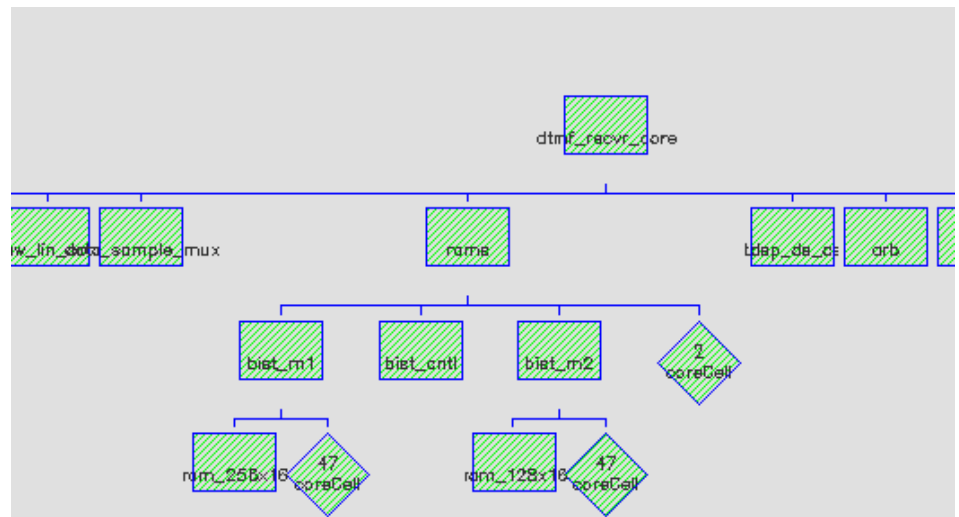 dtmf_recvr_core
data_sample_mux
rams
arb
bist_m1
bist_cntl
bist_m2
2
coreCell
ram_256x16
47
coreCell
ram_128x16
47
coreCell